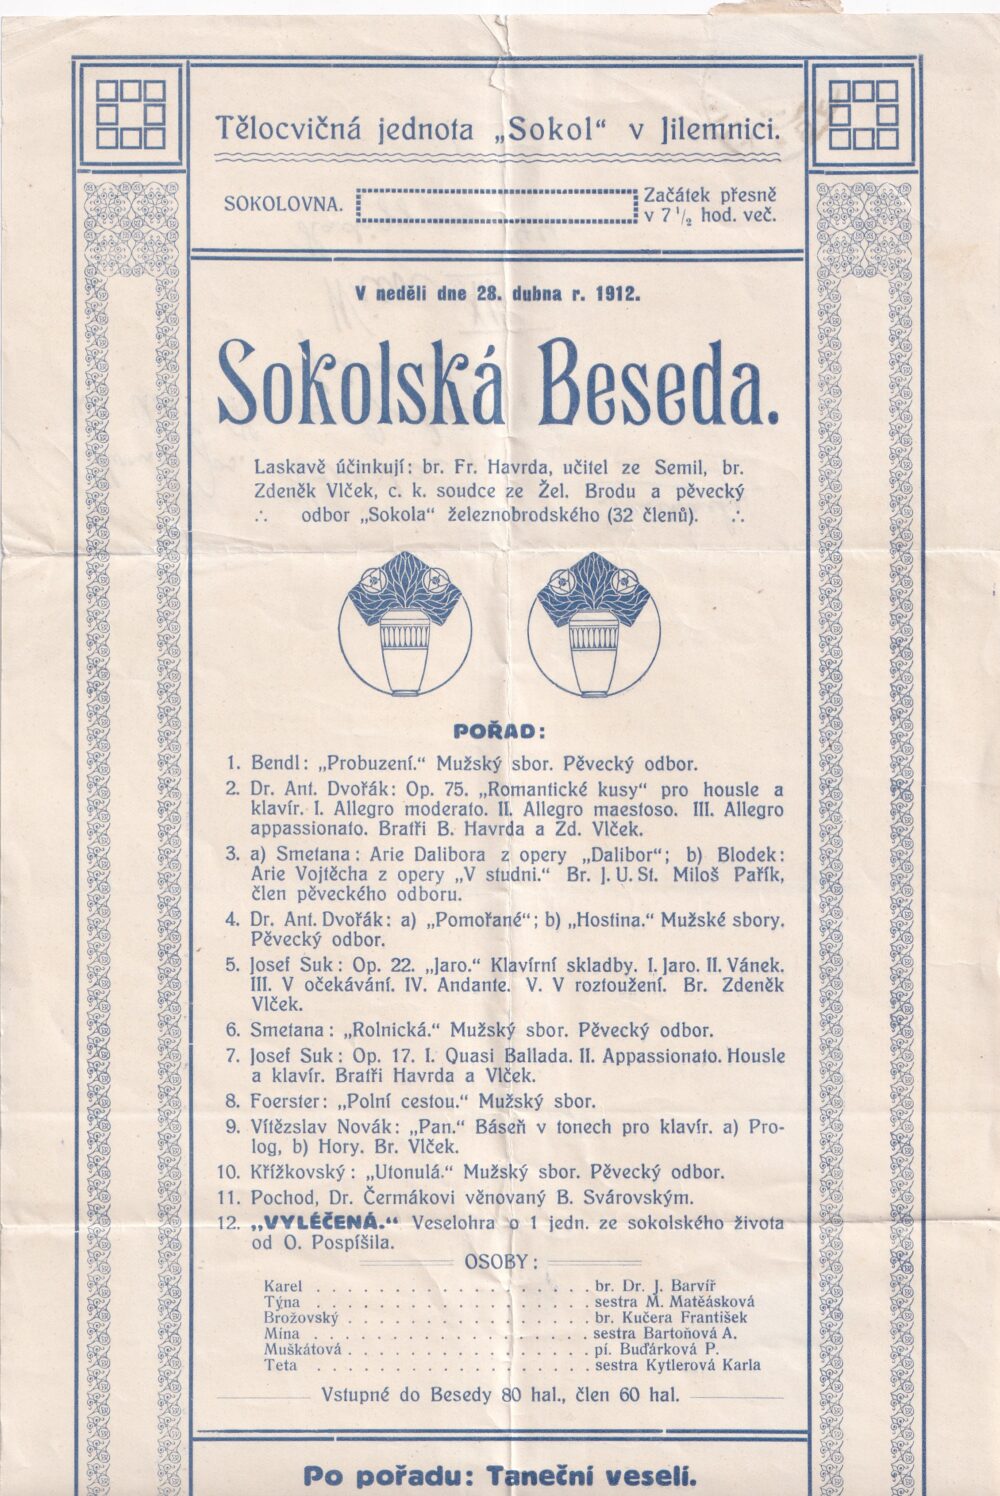 Tělocvičná jednota „Sokol“ v Jilemnici.
SOKOLOVNA.
Začátek přesně
v 7 1/2 hod. več.
V neděli dne 28. dubna r. 1912.
Sokolská Beseda.
Laskavě účinkují: br. Fr. Havrda, učitel ze Semil, br.
Zdeněk Vlček, c. k. soudce ze Žel. Brodu a pěvecký
∴ odbor „Sokola“ železnobrodského (32 členů). ∴
POŘAD:
1. Bendl: „Probuzení.“ Mužský sbor. Pěvecký odbor.
2. Dr. Ant. Dvořák: Op. 75. „Romantické kusy“ pro housle a
klavír. I. Allegro moderato. II. Allegro maestoso. III. Allegro
appassionato. Bratři B. Havrda a Zd. Vlček.
3. a) Smetana: Arie Dalibora z opery „Dalibor“; b) Blodek:
Arie Vojtěcha z opery „V studni.“ Br. J. U. St. Miloš Pařík,
člen pěveckého odboru.
4. Dr. Ant. Dvořák: a) „Pomořané“; b) „Hostina.“ Mužské sbory.
Pěvecký odbor.
5. Josef Suk: Op. 22. „Jaro.“ Klavírní skladby. I. Jaro. II. Vánek.
III. V očekávání. IV. Andante. V. V roztoužení. Br. Zdeněk
Vlček.
6. Smetana: „Rolnická.“ Mužský sbor. Pěvecký odbor.
7. Josef Suk: Op. 17. I. Quasi Ballada. II. Appassionato. Housle
a klavír. Bratři Havrda a Vlček.
8. Foerster: „Polní cestou.“ Mužský sbor.
9. Vítězslav Novák: „Pan.“ Báseň v tonech pro klavír. a) Pro-
log, b) Hory. Br. Vlček.
10. Křížkovský: „Utonulá.“ Mužský sbor. Pěvecký odbor.
11. Pochod, Dr. Čermákovi věnovaný B. Svárovským.
12. „VYLÉČENÁ.“ Veselohra o 1 jedn. ze sokolského života
od O. Pospíšila.
OSOBY:
Karel . . . . . . . . . . . . . . . . . . br. Dr. J. Barvíř
Týna . . . . . . . . . . . . . . . . . . sestra M. Matěásková
Brožovský . . . . . . . . . . . . . . . . br. Kučera František
Mína . . . . . . . . . . . . . . . . . . sestra Bartoňová A.
Muškátová . . . . . . . . . . . . . . . . pí. Buďárková P.
Teta . . . . . . . . . . . . . . . . . . sestra Kytlerová Karla
Vstupné do Besedy 80 hal., člen 60 hal.
Po pořadu: Taneční veselí.